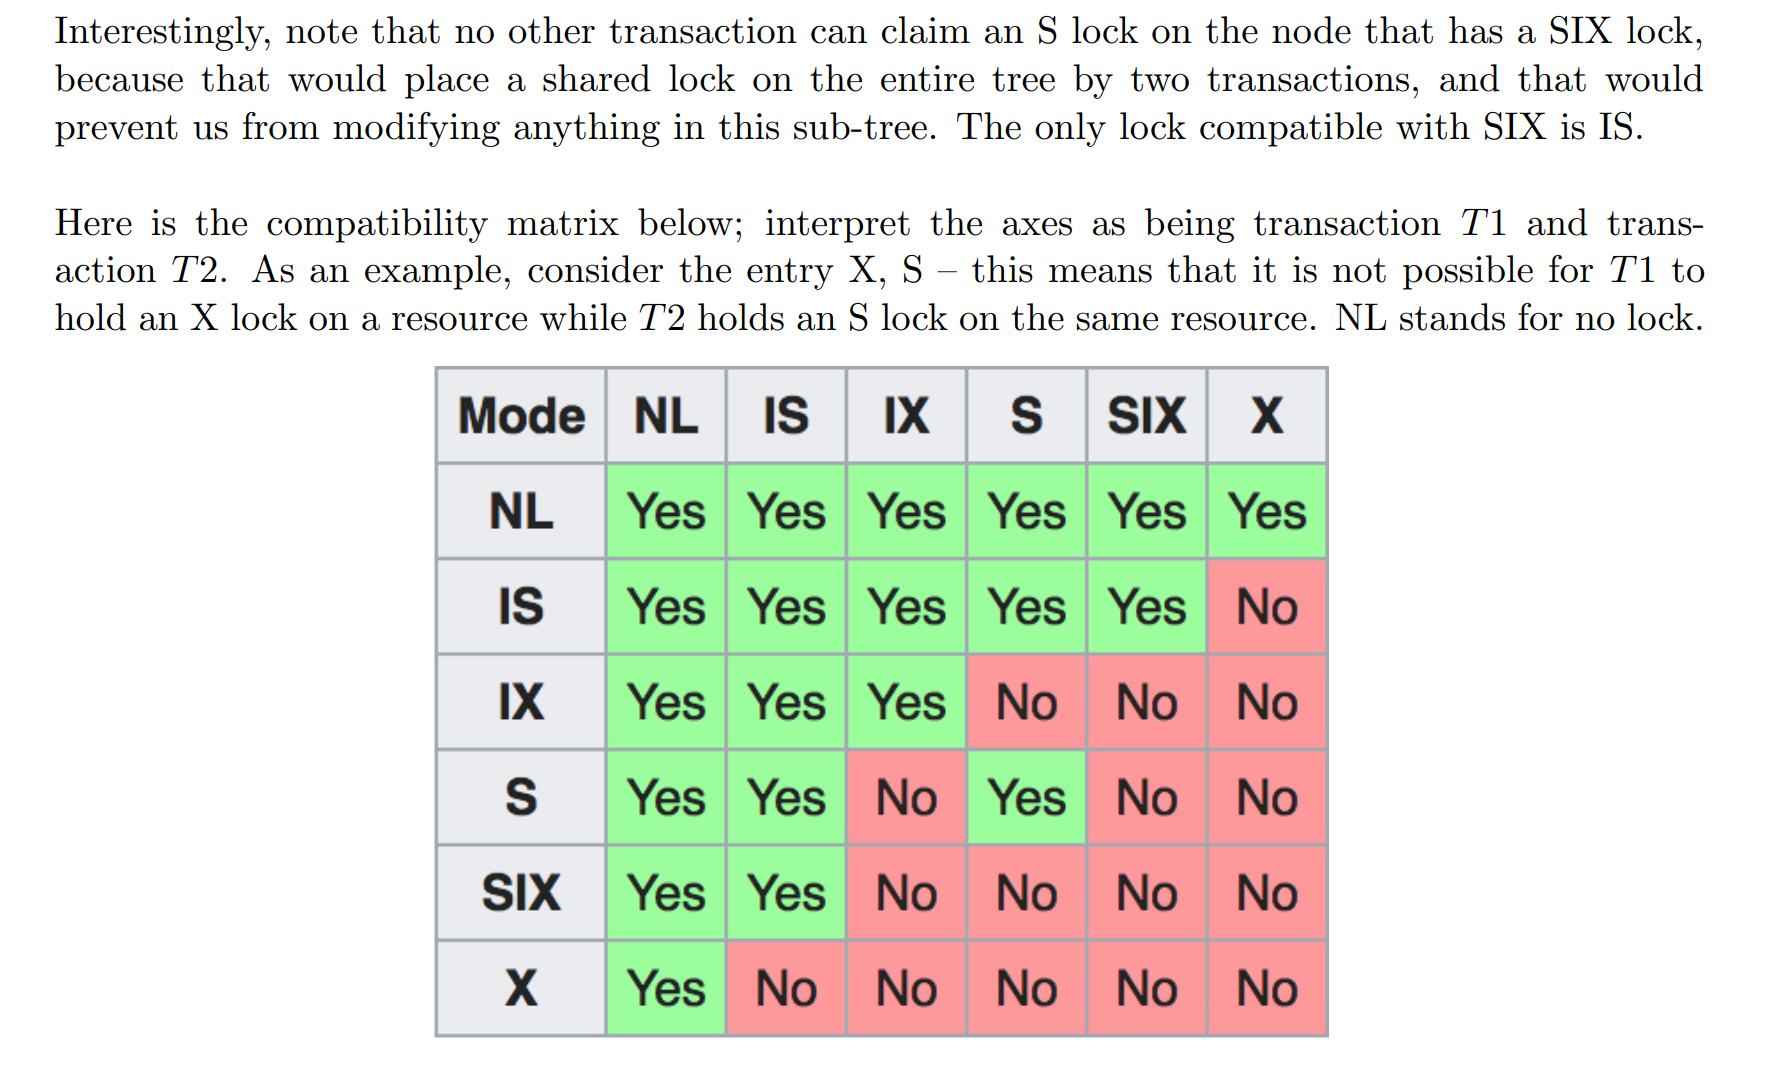 Interestingly, note that no other transaction can claim an S lock on the node that has a SIX lock,
because that would place a shared lock on the entire tree by two transactions, and that would
prevent us from modifying anything in this sub-tree. The only lock compatible with SIX is IS.
Here is the compatibility matrix below; interpret the axes as being transaction T1 and trans-
action T2. As an example, consider the entry X, S – this means that it is not possible for T1 to
hold an X lock on a resource while T2 holds an S lock on the same resource. NL stands for no lock.
Mode NL IS IX S SIX X
NL Yes Yes Yes Yes Yes Yes
IS Yes Yes Yes Yes Yes No
IX Yes Yes Yes No No No
S Yes Yes No Yes No No
SIX Yes Yes No No No No
X Yes No No No No No